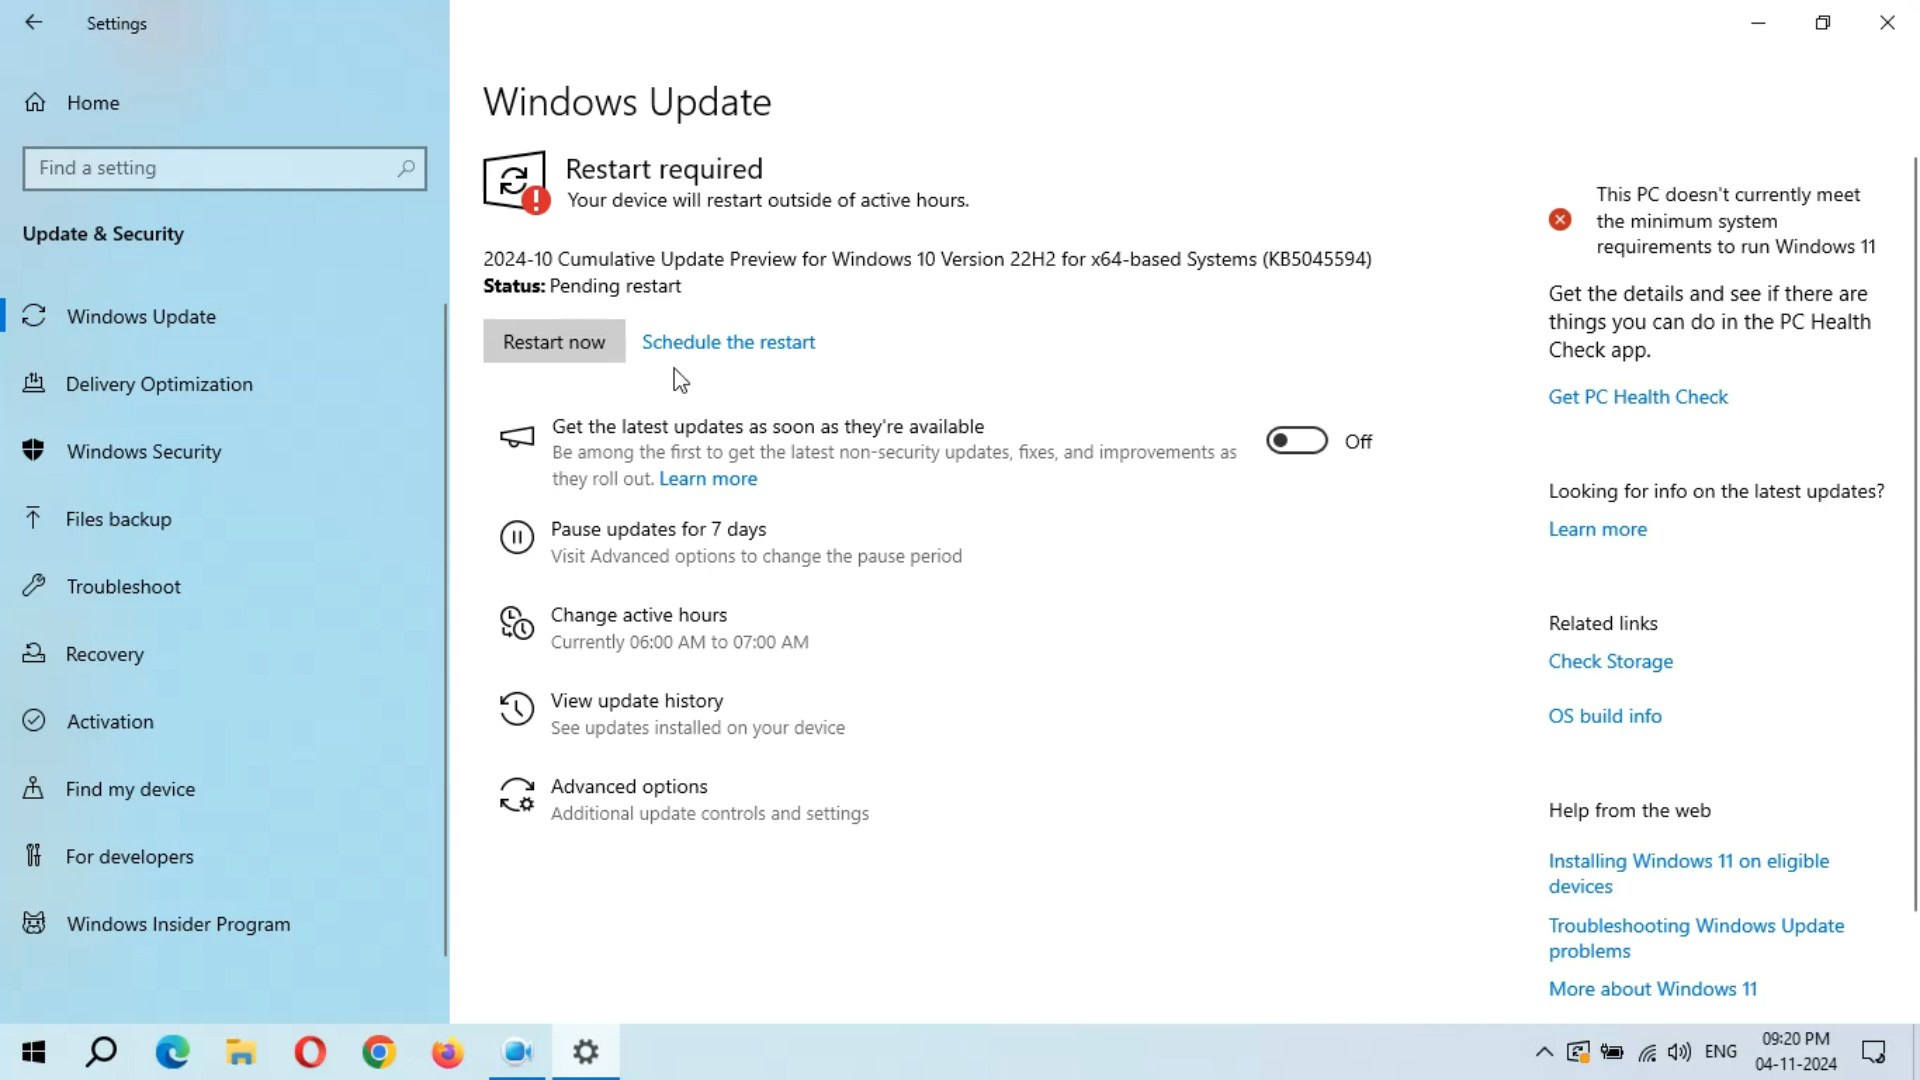 Settings
Home
Find a setting
Update & Security
Windows Update
Delivery Optimization
Windows Security
Files backup
Troubleshoot
Recovery
Activation
Find my device
For developers
Windows Insider Program
Windows Update
Restart required
Your device will restart outside of active hours.
2024-10 Cumulative Update Preview for Windows 10 Version 22H2 for x64-based Systems (KB5045594)
Status: Pending restart
Restart now
Schedule the restart
Get the latest updates as soon as they're available
Be among the first to get the latest non-security updates, fixes, and improvements as
they roll out. Learn more
Off
Pause updates for 7 days
Visit Advanced options to change the pause period
Change active hours
Currently 06:00 AM to 07:00 AM
View update history
See updates installed on your device
Advanced options
Additional update controls and settings
This PC doesn't currently meet
the minimum system
requirements to run Windows 11
Get the details and see if there are
things you can do in the PC Health
Check app.
Get PC Health Check
Looking for info on the latest updates?
Learn more
Related links
Check Storage
OS build info
Help from the web
Installing Windows 11 on eligible
devices
Troubleshooting Windows Update
problems
More about Windows 11
ENG
09:20 PM
04-11-2024